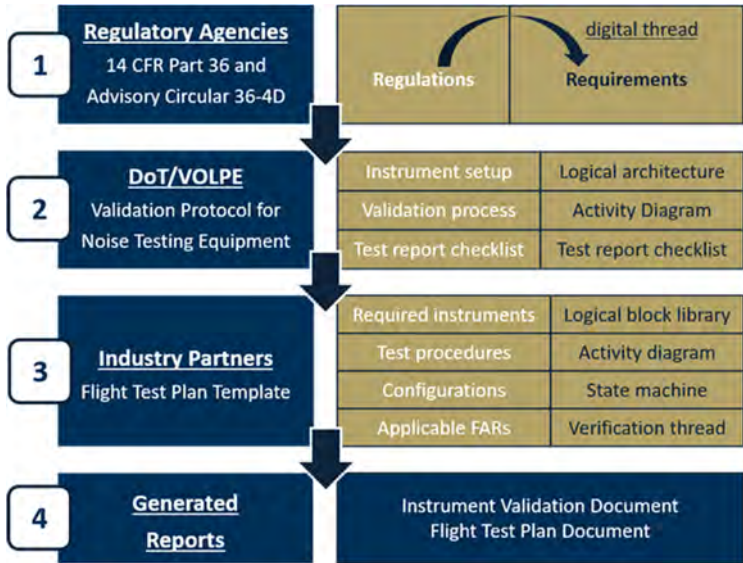 1
Regulatory Agencies
14 CFR Part 36 and
Advisory Circular 36-4D
digital thread
Regulations
Requirements
2
DoT/VOLPE
Validation Protocol for
Noise Testing Equipment
Instrument setup
Logical architecture
Validation process
Activity Diagram
Test report checklist
Test report checklist
3
Industry Partners
Flight Test Plan Template
Required instruments
Logical block library
Test procedures
Activity diagram
Configurations
State machine
Applicable FARs
Verification thread
4
Generated
Reports
Instrument Validation Document
Flight Test Plan Document